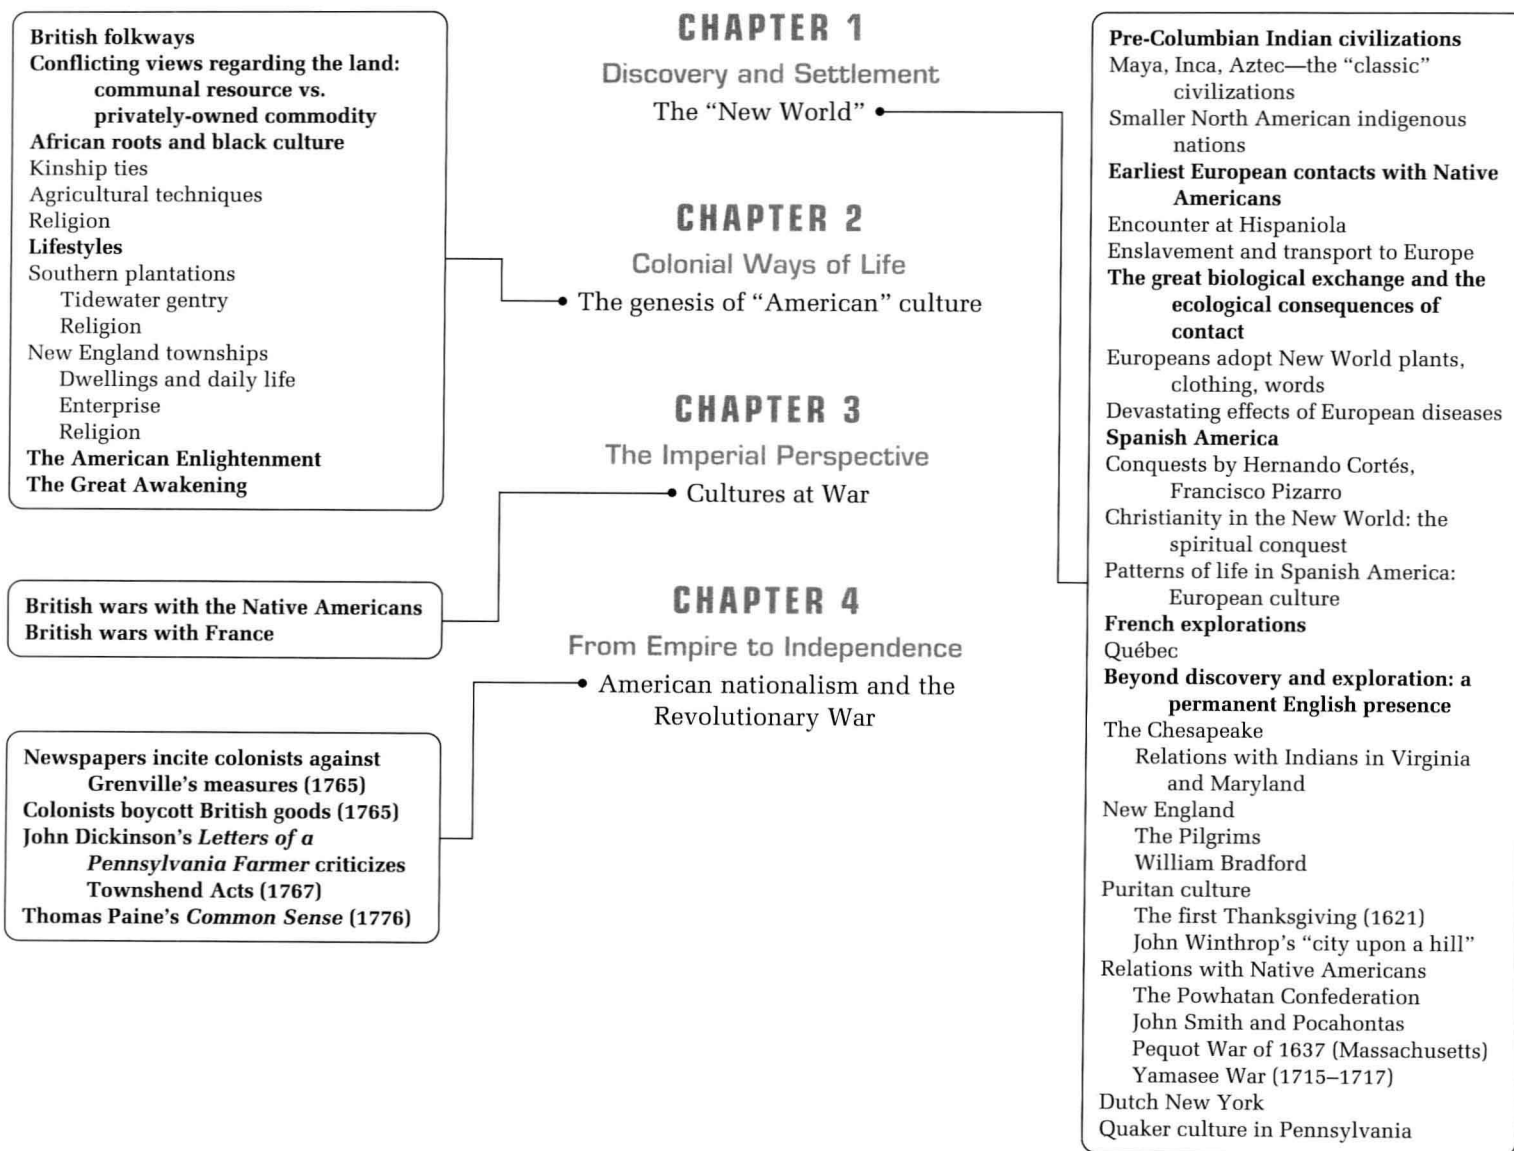 CHAPTER 1
Discovery and Settlement
The “New World”
CHAPTER 2
Colonial Ways of Life
The genesis of “American” culture
CHAPTER 3
The Imperial Perspective
Cultures at War
CHAPTER 4
From Empire to Independence
American nationalism and the
Revolutionary War
British folkways
Conflicting views regarding the land:
communal resource vs.
privately-owned commodity
African roots and black culture
Kinship ties
Agricultural techniques
Religion
Lifestyles
Southern plantations
Tidewater gentry
Religion
New England townships
Dwellings and daily life
Enterprise
Religion
The American Enlightenment
The Great Awakening
British wars with the Native Americans
British wars with France
Newspapers incite colonists against
Grenville’s measures (1765)
Colonists boycott British goods (1765)
John Dickinson’s Letters of a
Pennsylvania Farmer criticizes
Townshend Acts (1767)
Thomas Paine’s Common Sense (1776)
Pre-Columbian Indian civilizations
Maya, Inca, Aztec—the “classic”
civilizations
Smaller North American indigenous
nations
Earliest European contacts with Native
Americans
Encounter at Hispaniola
Enslavement and transport to Europe
The great biological exchange and the
ecological consequences of
contact
Europeans adopt New World plants,
clothing, words
Devastating effects of European diseases
Spanish America
Conquests by Hernando Cortés,
Francisco Pizarro
Christianity in the New World: the
spiritual conquest
Patterns of life in Spanish America:
European culture
French explorations
Québec
Beyond discovery and exploration: a
permanent English presence
The Chesapeake
Relations with Indians in Virginia
and Maryland
New England
The Pilgrims
William Bradford
Puritan culture
The first Thanksgiving (1621)
John Winthrop’s “city upon a hill”
Relations with Native Americans
The Powhatan Confederation
John Smith and Pocahontas
Pequot War of 1637 (Massachusetts)
Yamasee War (1715–1717)
Dutch New York
Quaker culture in Pennsylvania